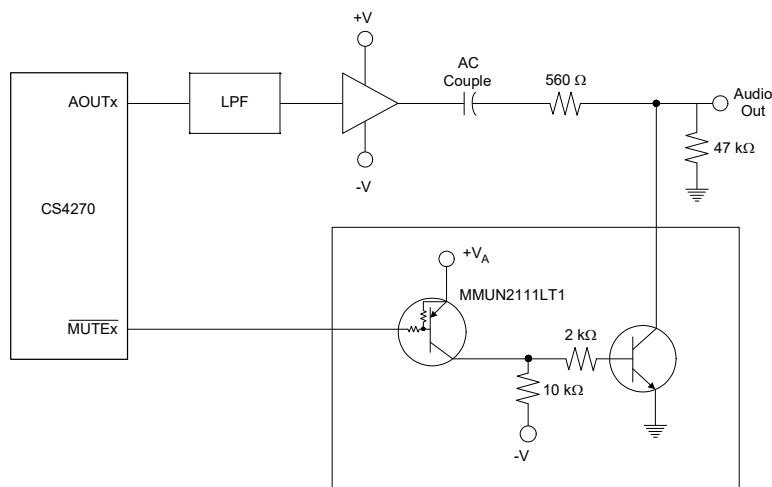 +V
AC
Couple
560 Ω
AOUTx
LPF
Audio
Out
47 kΩ
-V
CS4270
+VA
MMUN2111LT1
MUTEx
2 kΩ
10 kΩ
-V